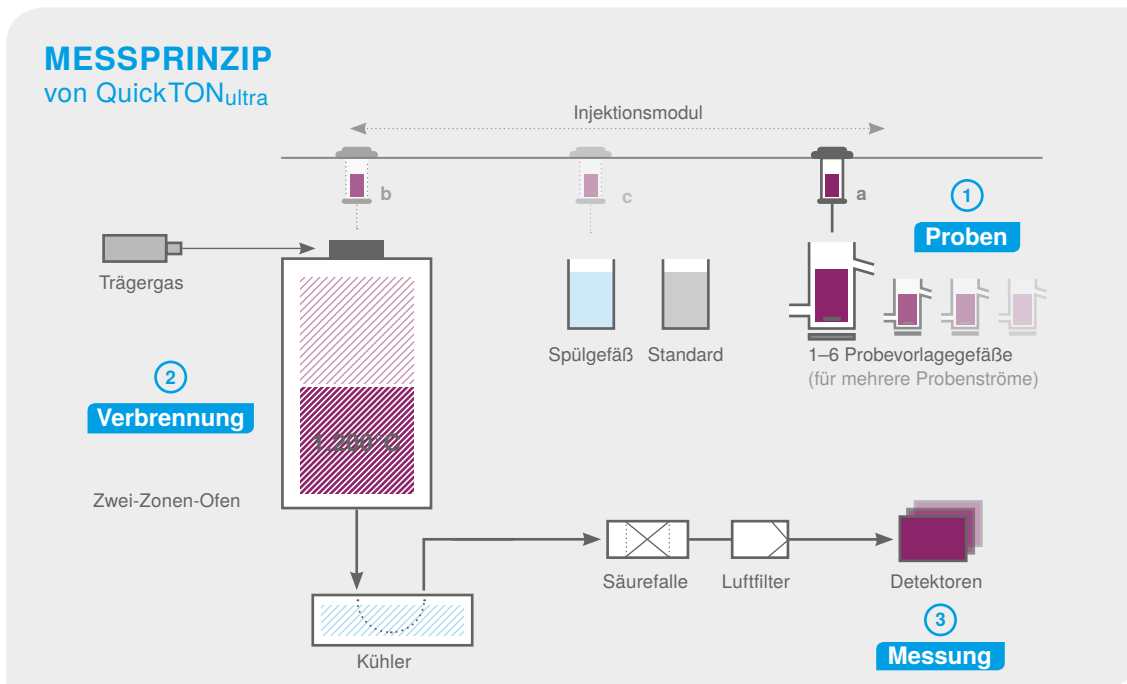 MESSPRINZIP
von QuickTONultra
Injektionsmodul
b
c
a
1
Proben
Trägergas
Spülgefäß
Standard
1–6 Probevorlagegefäße
(für mehrere Probenströme)
2
Verbrennung
1.200°C
Zwei-Zonen-Ofen
Säurefalle
Luftfilter
Detektoren
3
Messung
Kühler